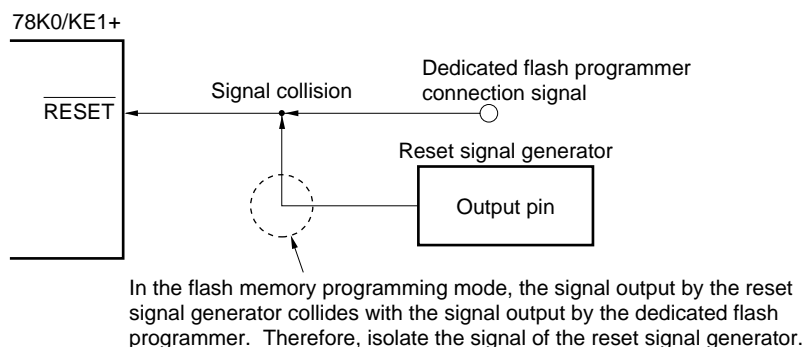 78K0/KE1+
Dedicated flash programmer
connection signal
Signal collision
RESET
Reset signal generator
Output pin
In the flash memory programming mode, the signal output by the reset
signal generator collides with the signal output by the dedicated flash
programmer.  Therefore, isolate the signal of the reset signal generator.